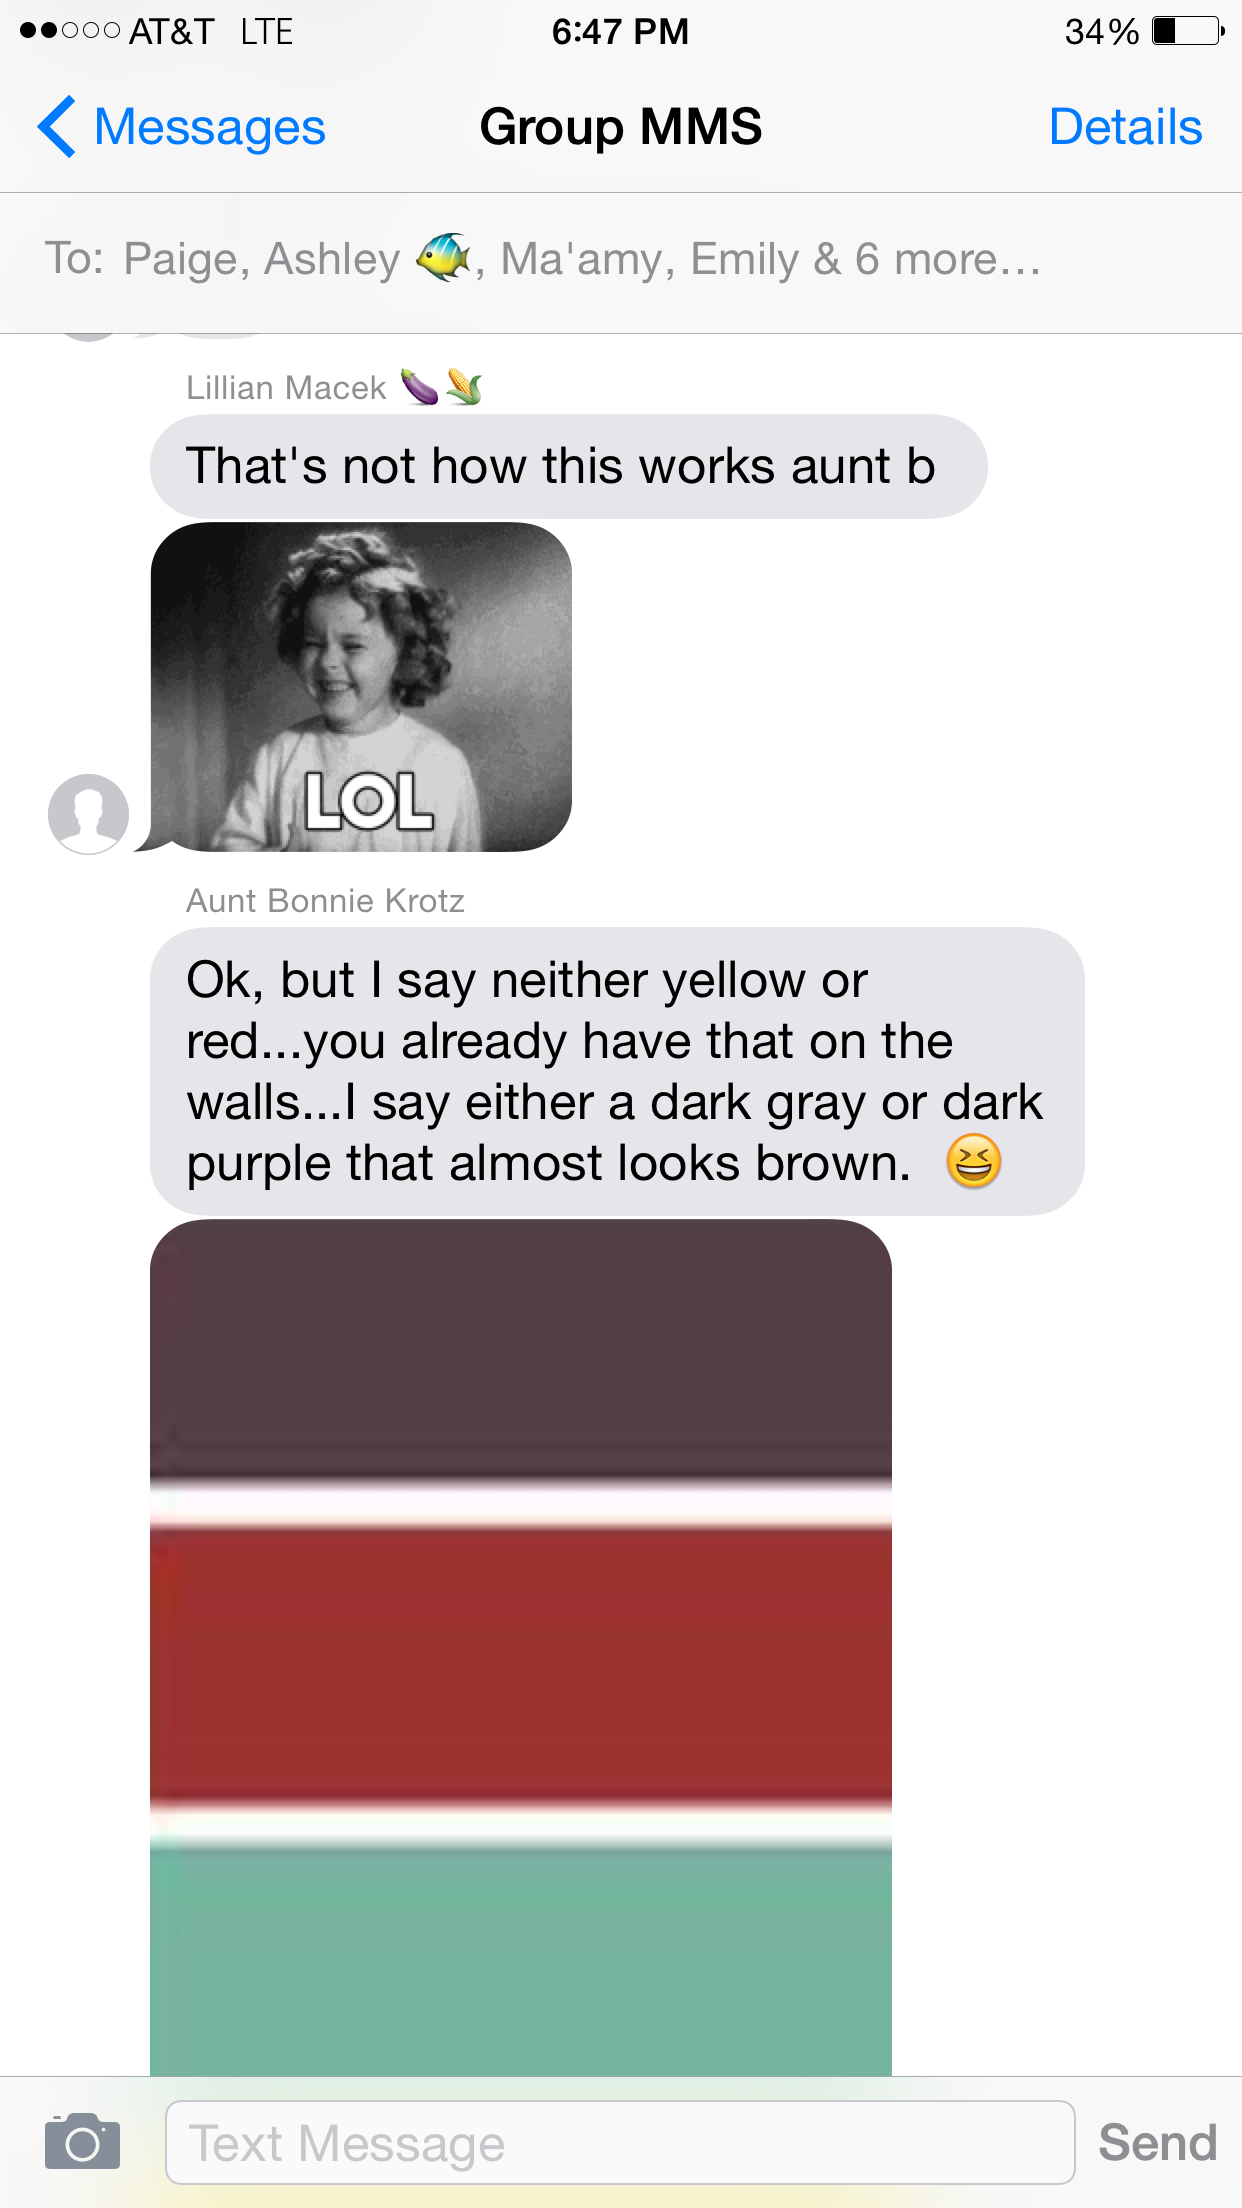 AT&T LTE 6:47 PM 34%
Messages Group MMS Details
To: Paige, Ashley 🐠, Ma'amy, Emily & 6 more...
Lillian Macek 🍆🌽
That's not how this works aunt b
LOL
Aunt Bonnie Krotz
Ok, but I say neither yellow or
red...you already have that on the
walls...I say either a dark gray or dark
purple that almost looks brown. 😆
Text Message Send